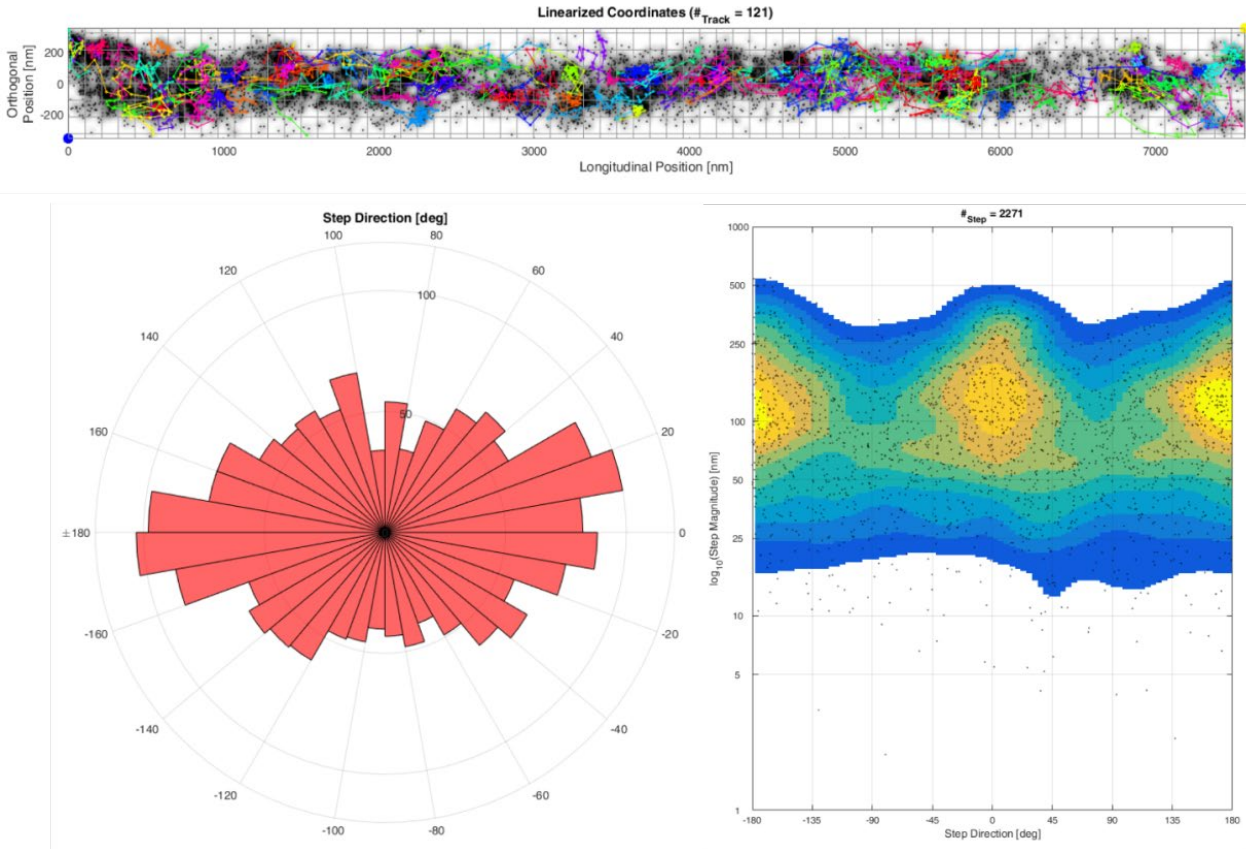 Linearized Coordinates (#Track = 121)
Orthogonal
Position [nm]
200
0
-200
0 1000 2000 3000 4000 5000 6000 7000
Longitudinal Position [nm]
Step Direction [deg]
100 80
120 60
100
140 40
50
160 20
±180 0
-160 -20
-140 -40
-120 -60
-100 -80
#Step = 2271
log10(Step Magnitude) [nm]
1000
500
250
100
50
25
10
5
1
-180 -135 -90 -45 0 45 90 135 180
Step Direction [deg]